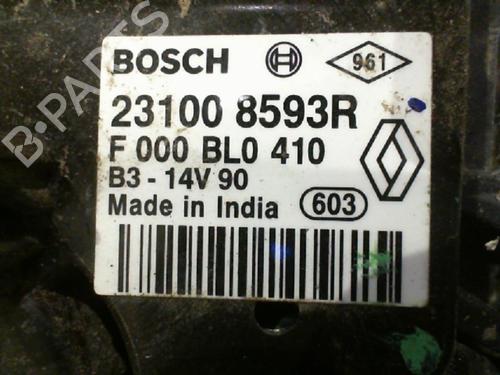 B-PARTS
BOSCH 961
23100 8593R
F 000 BL0 410
B3 - 14V 90
Made in India 603